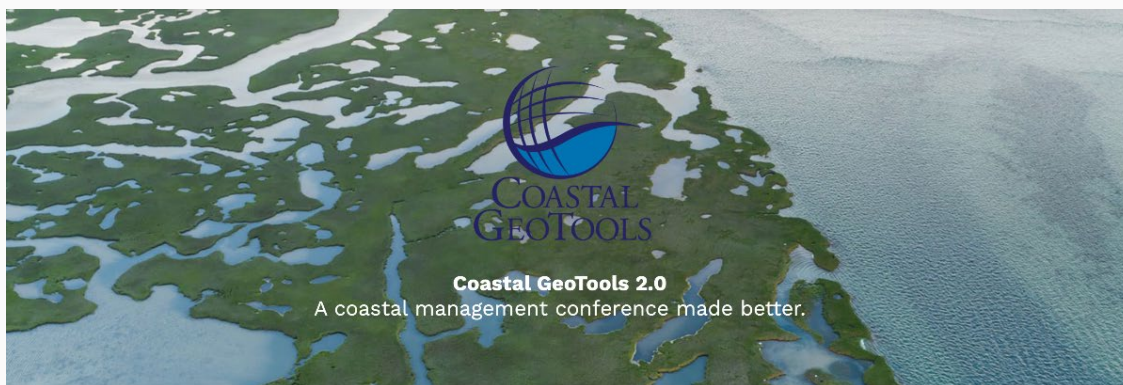 COASTAL
GEOTOOLS
Coastal GeoTools 2.0
A coastal management conference made better.